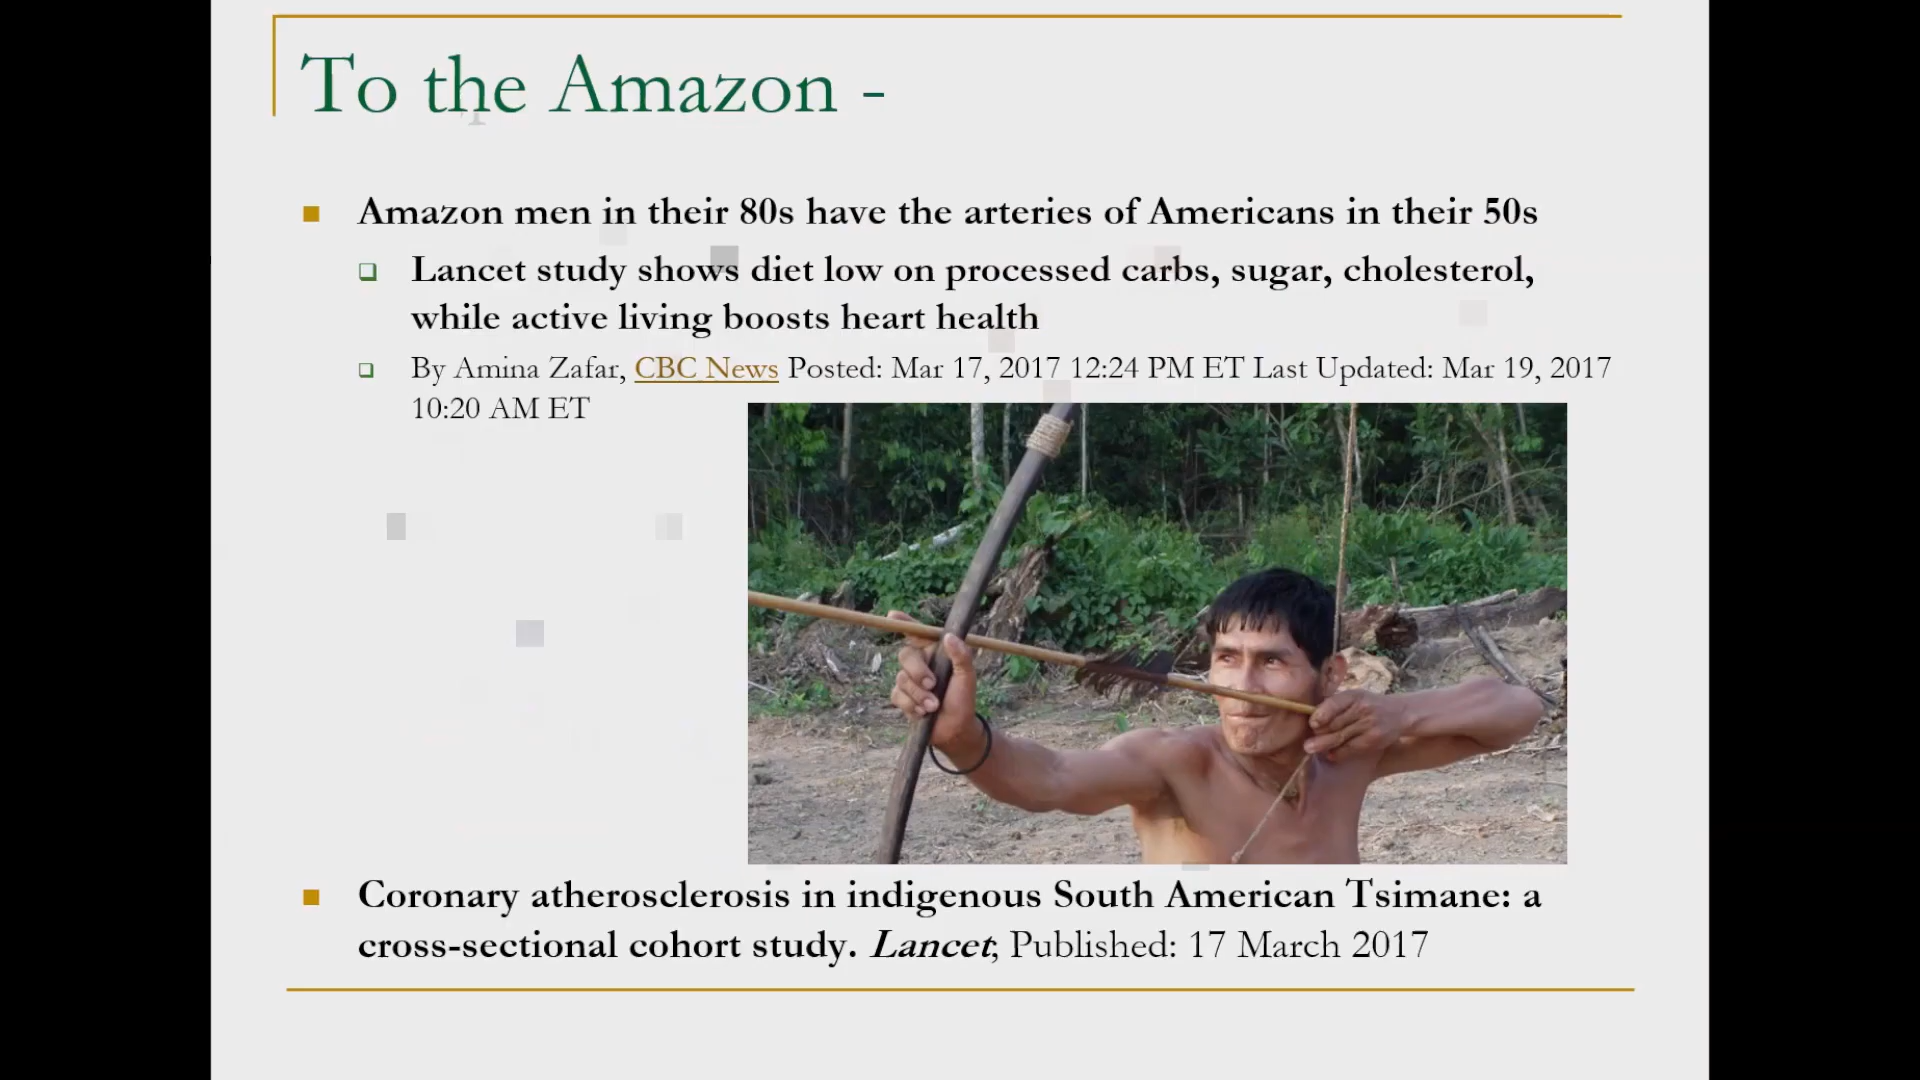 To the Amazon -
Amazon men in their 80s have the arteries of Americans in their 50s
Lancet study shows diet low on processed carbs, sugar, cholesterol,
while active living boosts heart health
By Amina Zafar, CBC News Posted: Mar 17, 2017 12:24 PM ET Last Updated: Mar 19, 2017
10:20 AM ET
Coronary atherosclerosis in indigenous South American Tsimane: a
cross-sectional cohort study. Lancet; Published: 17 March 2017